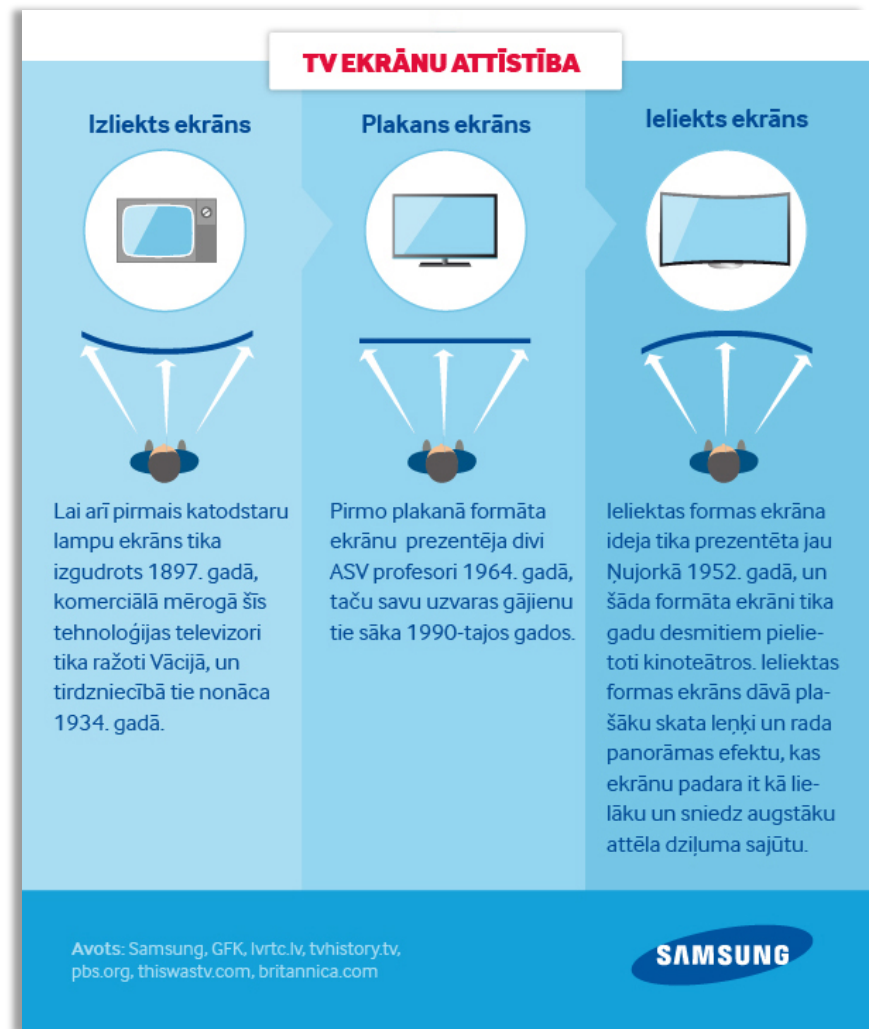 TV EKRĀNU ATTĪSTĪBA
Izliekts ekrāns
Lai arī pirmais katodstaru
lampu ekrāns tika
izgudrots 1897. gadā,
komerciālā mērogā šīs
tehnoloģijas televizori
tika ražoti Vācijā, un
tirdzniecībā tie nonāca
1934. gadā.
Plakans ekrāns
Pirmo plakanā formāta
ekrānu prezentēja divi
ASV profesori 1964. gadā,
taču savu uzvaras gājienu
tie sāka 1990-tajos gados.
Ieliekts ekrāns
Ieliektas formas ekrāna
ideja tika prezentēta jau
Ņujorkā 1952. gadā, un
šāda formāta ekrāni tika
gadu desmitiem pielie-
toti kinoteātros. Ieliektas
formas ekrāns dāvā pla-
šāku skata leņķi un rada
panorāmas efektu, kas
ekrānu padara it kā lie-
lāku un sniedz augstāku
attēla dziļuma sajūtu.
Avots: Samsung, GFK, lvrtc.lv, tvhistory.tv,
pbs.org, thiswastv.com, britannica.com
SAMSUNG